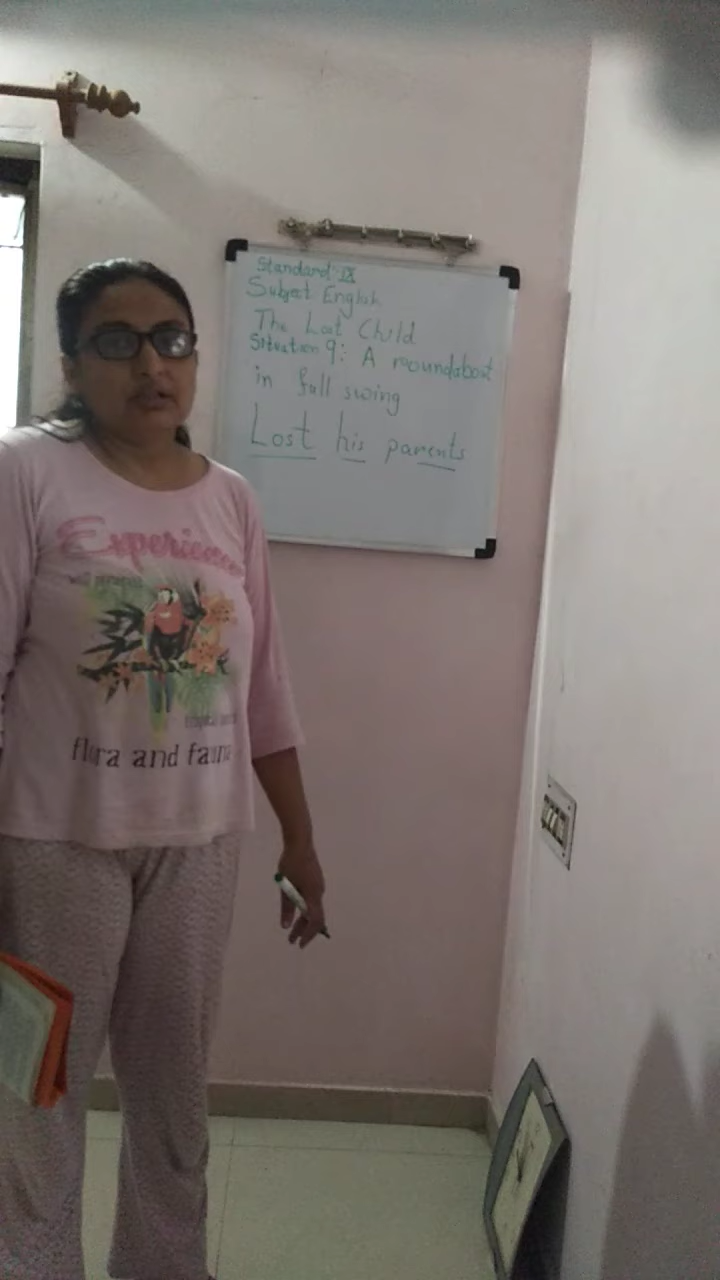 Standard-IX
Subject English
The Lost Child
Situation 9: A roundabout
in full swing
Lost his parents
Experience
flora and fauna